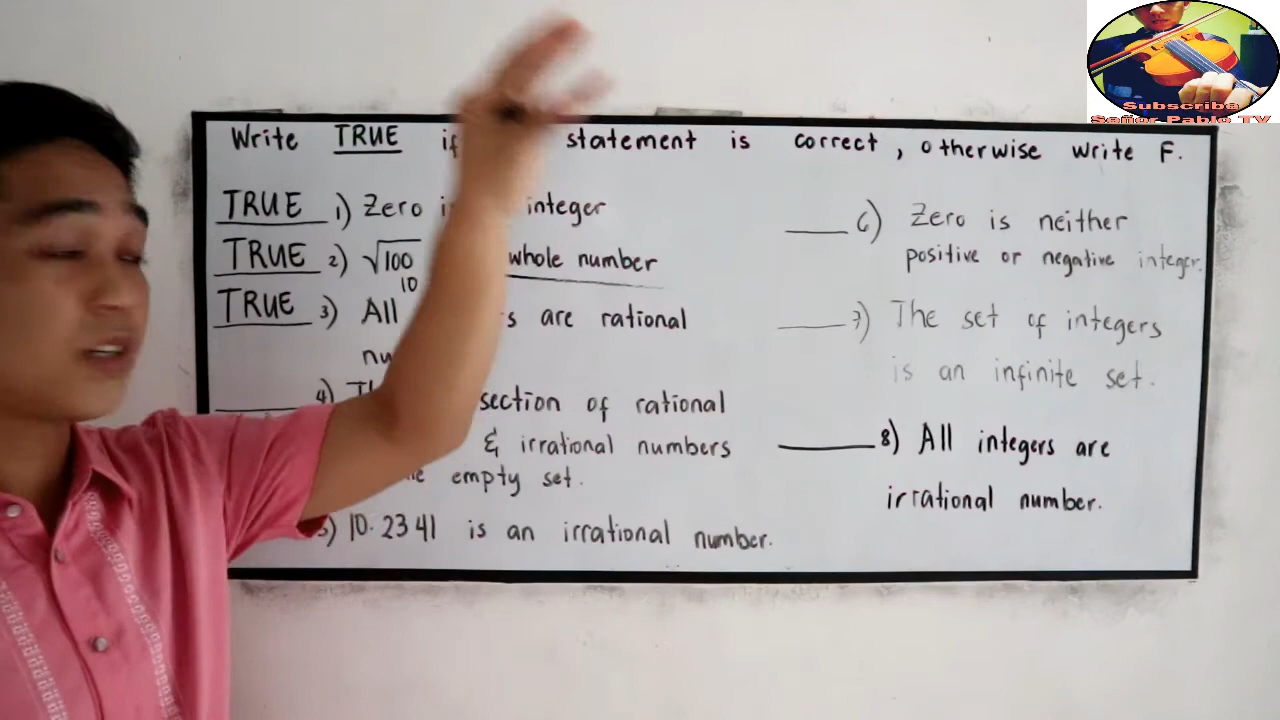 Write TRUE if statement is correct, otherwise write F.
TRUE 1) Zero integer
TRUE 2) √100 whole number
10
TRUE 3) All are rational
4) section of rational
& irrational numbers
empty set.
5) 10.2341 is an irrational number.
6) Zero is neither
positive or negative integer.
7) The set of integers
is an infinite set.
8) All integers are
irrational number.
Subscribe
Señor Pablo TV